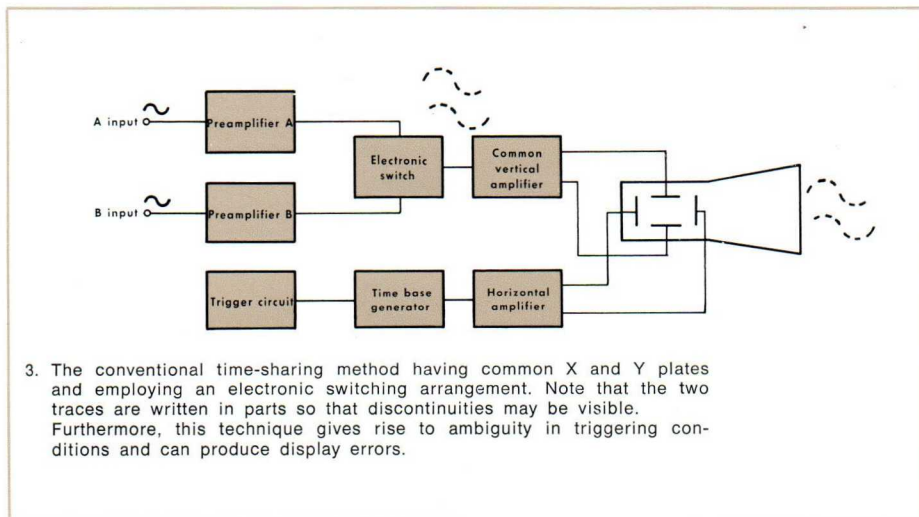 A input
Preamplifier A
Electronic
switch
Common
vertical
amplifier
B input
Preamplifier B
Trigger circuit
Time base
generator
Horizontal
amplifier
3. The conventional time-sharing method having common X and Y plates
and employing an electronic switching arrangement. Note that the two
traces are written in parts so that discontinuities may be visible.
Furthermore, this technique gives rise to ambiguity in triggering con-
ditions and can produce display errors.